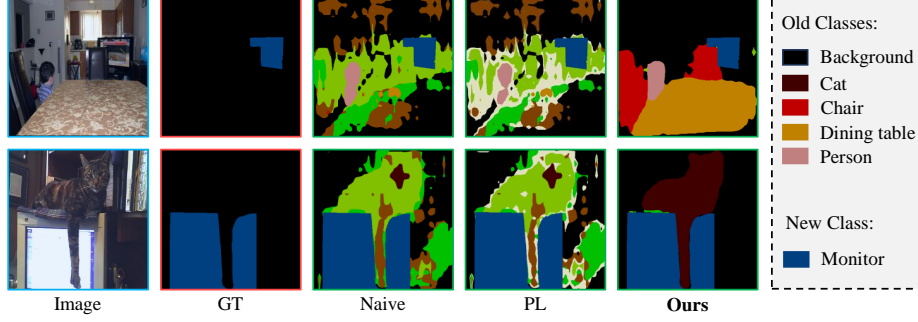 Old Classes:
Background
Cat
Chair
Dining table
Person
New Class:
Monitor
Image
GT
Naive
PL
Ours